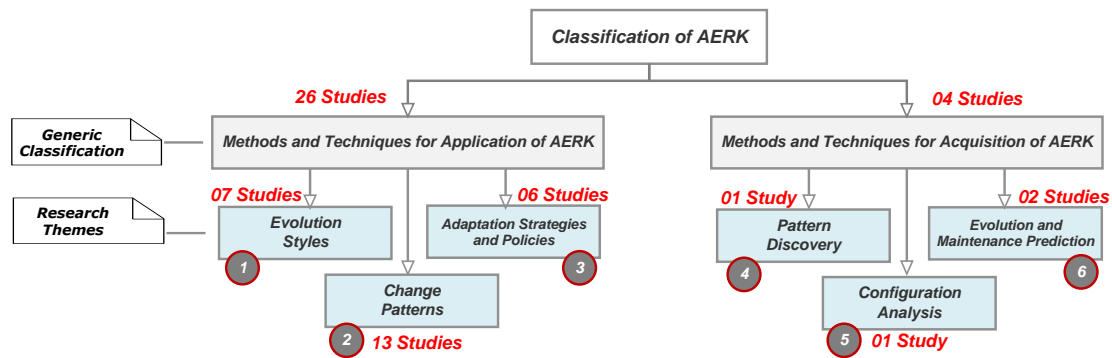 Classification of AERK
26 Studies
04 Studies
Generic
Classification
Methods and Techniques for Application of AERK
Methods and Techniques for Acquisition of AERK
Research
Themes
07 Studies
06 Studies
01 Study
02 Studies
Evolution
Styles
1
Adaptation Strategies
and Policies
3
Pattern
Discovery
4
Evolution and
Maintenance Prediction
6
Change
Patterns
2
13 Studies
Configuration
Analysis
5
01 Study